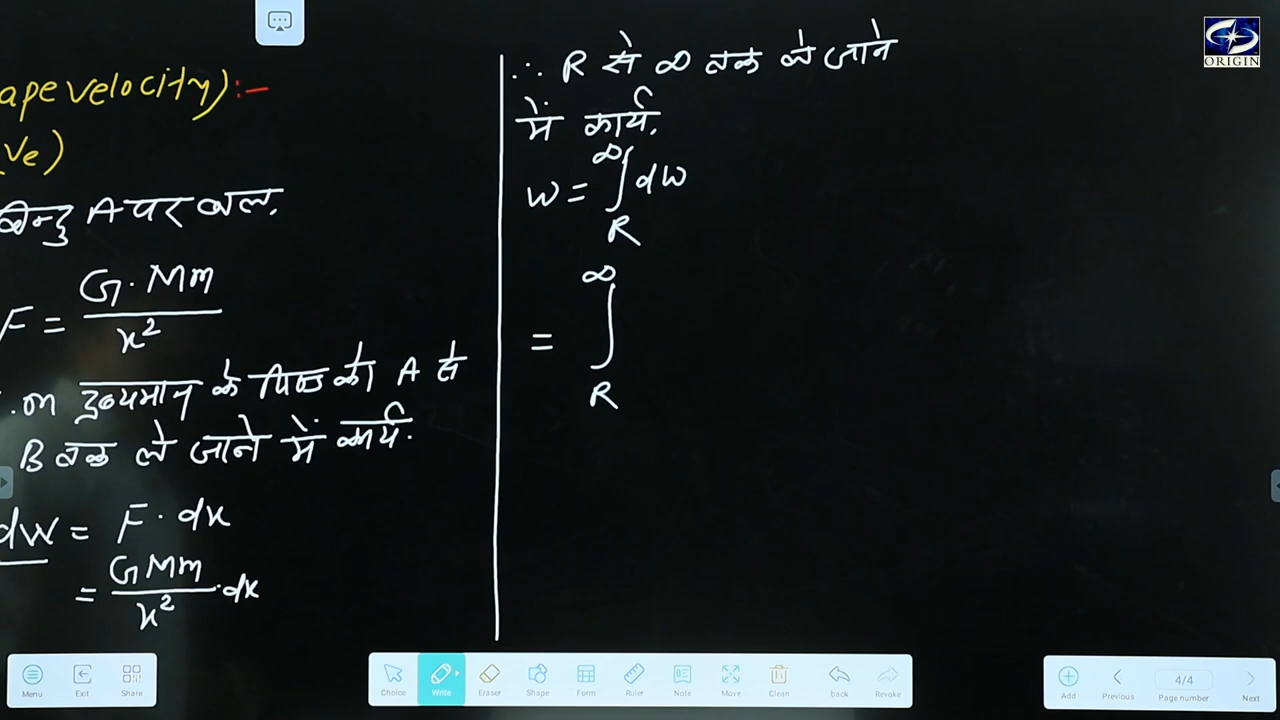 ape velocity):-
(Ve)
बिन्दु A पर बल,
F = G.Mm / x²
. m द्रव्यमान के पिण्ड को A से
B तक ले जाने में कार्य.
dW = F. dx
= GMm / x² .dx
∴ R से ∞ तक ले जाने
में कार्य,
W = ∫ dW
∞
R
= ∫
∞
R
ORIGIN
Menu Exit Share
Choice Write Eraser Shape Form Ruler Note Move Clean back Revoke
Add Previous 4/4 Page number Next